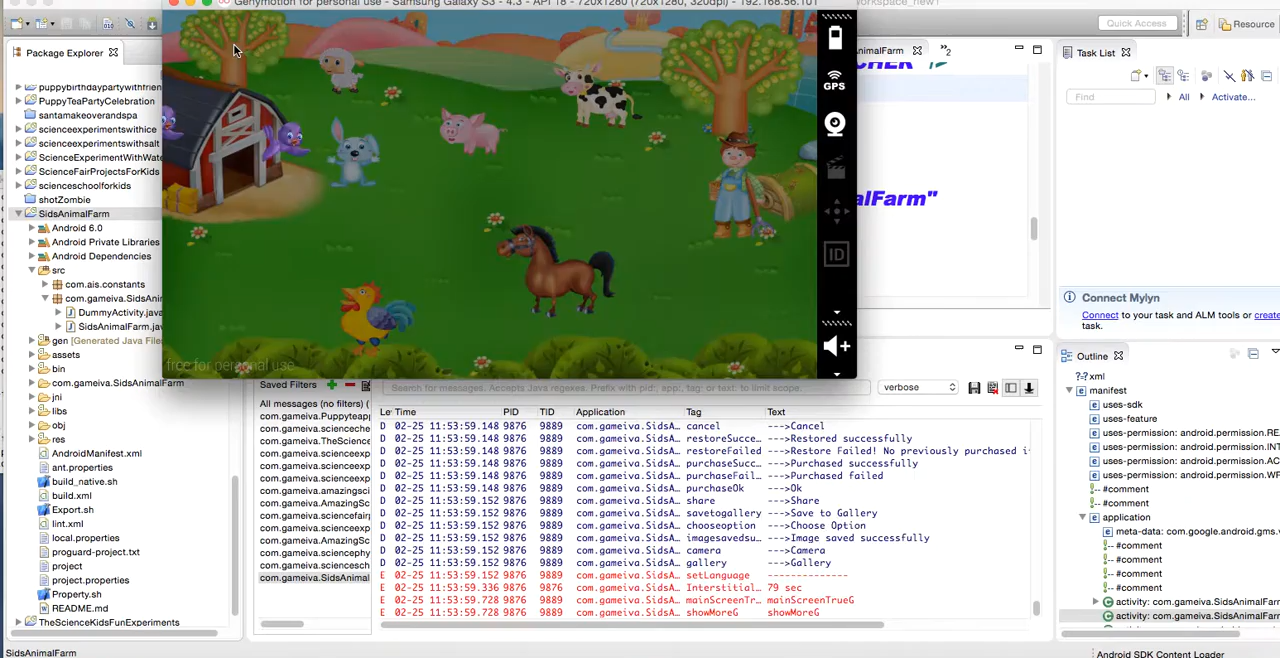 Genymotion for personal use - Samsung Galaxy S3 - 4.3 - API 18 - 720x1280 (720x1280, 320dpi) - 192.168.56.101
workspace_new1
Quick Access
Resource
Package Explorer
puppybirthdaypartywithfrien
PuppyTeaPartyCelebration
santamakeoverandspa
scienceexperimentswithice
scienceexperimentswithsalt
ScienceExperimentWithWate
ScienceFairProjectsForKids
scienceschoolforkids
shotZombie
SidsAnimalFarm
Android 6.0
Android Private Libraries
Android Dependencies
src
com.ais.constants
com.gameiva.SidsAnim
DummyActivity.java
SidsAnimalFarm.jav
gen [Generated Java File
assets
bin
com.gameiva.SidsAnimalFarm
jni
libs
obj
res
AndroidManifest.xml
ant.properties
build_native.sh
build.xml
Export.sh
lint.xml
local.properties
proguard-project.txt
project
project.properties
Property.sh
README.md
TheScienceKidsFunExperiments
SidsAnimalFarm
GPS
ID
free for personal use
nimalFarm
»2
CHER"
alFarm"
Task List
Find
All
Activate...
Connect Mylyn
Connect to your task and ALM tools or create
task.
Outline
xml
manifest
uses-sdk
uses-feature
uses-permission: android.permission.RE
uses-permission: android.permission.INT
uses-permission: android.permission.AC
uses-permission: android.permission.WF
#comment
#comment
application
meta-data: com.google.android.gms.
#comment
#comment
#comment
#comment
activity: com.gameiva.SidsAnimalFarm
activity: com.gameiva.SidsAnimalFarm
Android SDK Content Loader
Saved Filters
Search for messages. Accepts Java regexes. Prefix with pid:, app:, tag: or text: to limit scope.
verbose
All messages (no filters) (
com.gameiva.Puppyteap
com.gameiva.scienceche
com.gameiva.TheScience
com.gameiva.scienceexp
com.gameiva.scienceexp
com.gameiva.scienceexp
com.gameiva.amazingsci
com.gameiva.AmazingSc
com.gameiva.sciencefair
com.gameiva.scienceexp
com.gameiva.AmazingSc
com.gameiva.sciencephy
com.gameiva.sciencesch
com.gameiva.SidsAnimal
Le Time PID TID Application Tag Text
D 02-25 11:53:59.148 9876 9889 com.gameiva.SidsA… cancel --->Cancel
D 02-25 11:53:59.148 9876 9889 com.gameiva.SidsA… restoreSucce… --->Restored successfully
D 02-25 11:53:59.148 9876 9889 com.gameiva.SidsA… restoreFailed --->Restore Failed! No previously purchased i
D 02-25 11:53:59.148 9876 9889 com.gameiva.SidsA… purchaseSucc… --->Purchased successfully
D 02-25 11:53:59.148 9876 9889 com.gameiva.SidsA… purchaseFail… --->Purchased failed
D 02-25 11:53:59.148 9876 9889 com.gameiva.SidsA… purchaseOk --->Ok
D 02-25 11:53:59.152 9876 9889 com.gameiva.SidsA… share --->Share
D 02-25 11:53:59.152 9876 9889 com.gameiva.SidsA… savetogallery --->Save to Gallery
D 02-25 11:53:59.152 9876 9889 com.gameiva.SidsA… chooseoption --->Choose Option
D 02-25 11:53:59.152 9876 9889 com.gameiva.SidsA… imagesavedsu… --->Image saved successfully
D 02-25 11:53:59.152 9876 9889 com.gameiva.SidsA… camera --->Camera
D 02-25 11:53:59.152 9876 9889 com.gameiva.SidsA… gallery --->Gallery
E 02-25 11:53:59.152 9876 9889 com.gameiva.SidsA… setLanguage --------------
E 02-25 11:53:59.336 9876 9876 com.gameiva.SidsA… Interstitial… 79 sec
E 02-25 11:53:59.728 9876 9889 com.gameiva.SidsA… mainScreenTr… mainScreenTrueG
E 02-25 11:53:59.728 9876 9889 com.gameiva.SidsA… showMoreG showMoreG